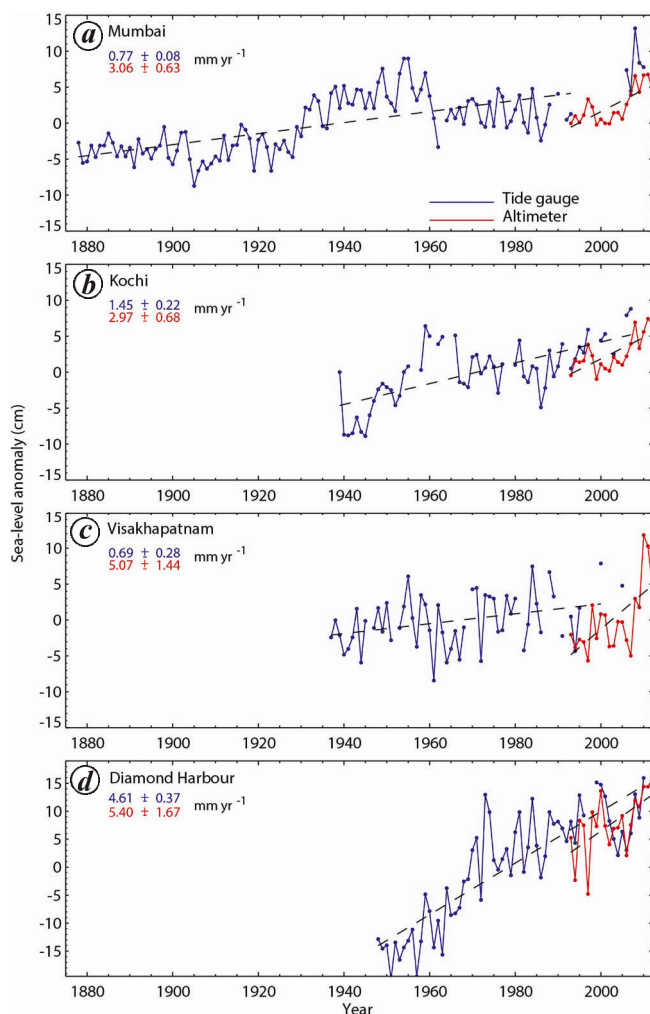 a Mumbai
0.77 ± 0.08
3.06 ± 0.63
mm yr -1
15
10
5
0
-5
-10
-15
Tide gauge
Altimeter
1880 1900 1920 1940 1960 1980 2000
b Kochi
1.45 ± 0.22
2.97 ± 0.68
mm yr -1
15
10
5
0
-5
-10
-15
1880 1900 1920 1940 1960 1980 2000
Sea-level anomaly (cm)
c Visakhapatnam
0.69 ± 0.28
5.07 ± 1.44
mm yr -1
15
10
5
0
-5
-10
-15
1880 1900 1920 1940 1960 1980 2000
d Diamond Harbour
4.61 ± 0.37
5.40 ± 1.67
mm yr -1
15
10
5
0
-5
-10
-15
1880 1900 1920 1940 1960 1980 2000
Year